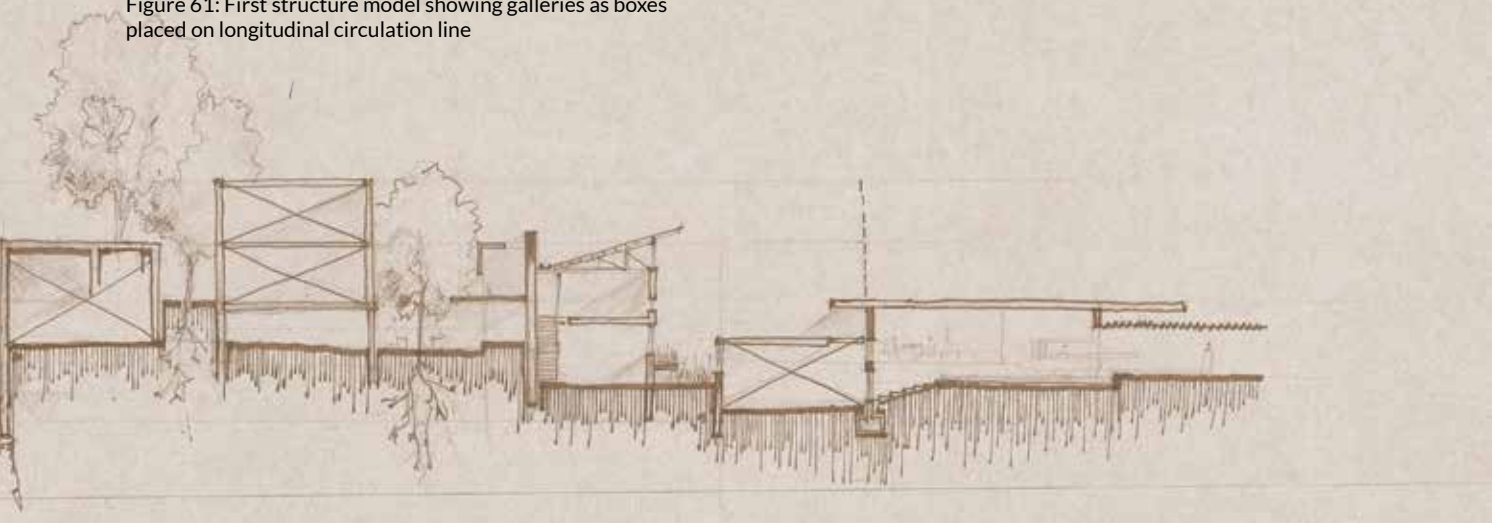 Figure 61: First structure model showing galleries as boxes
placed on longitudinal circulation line